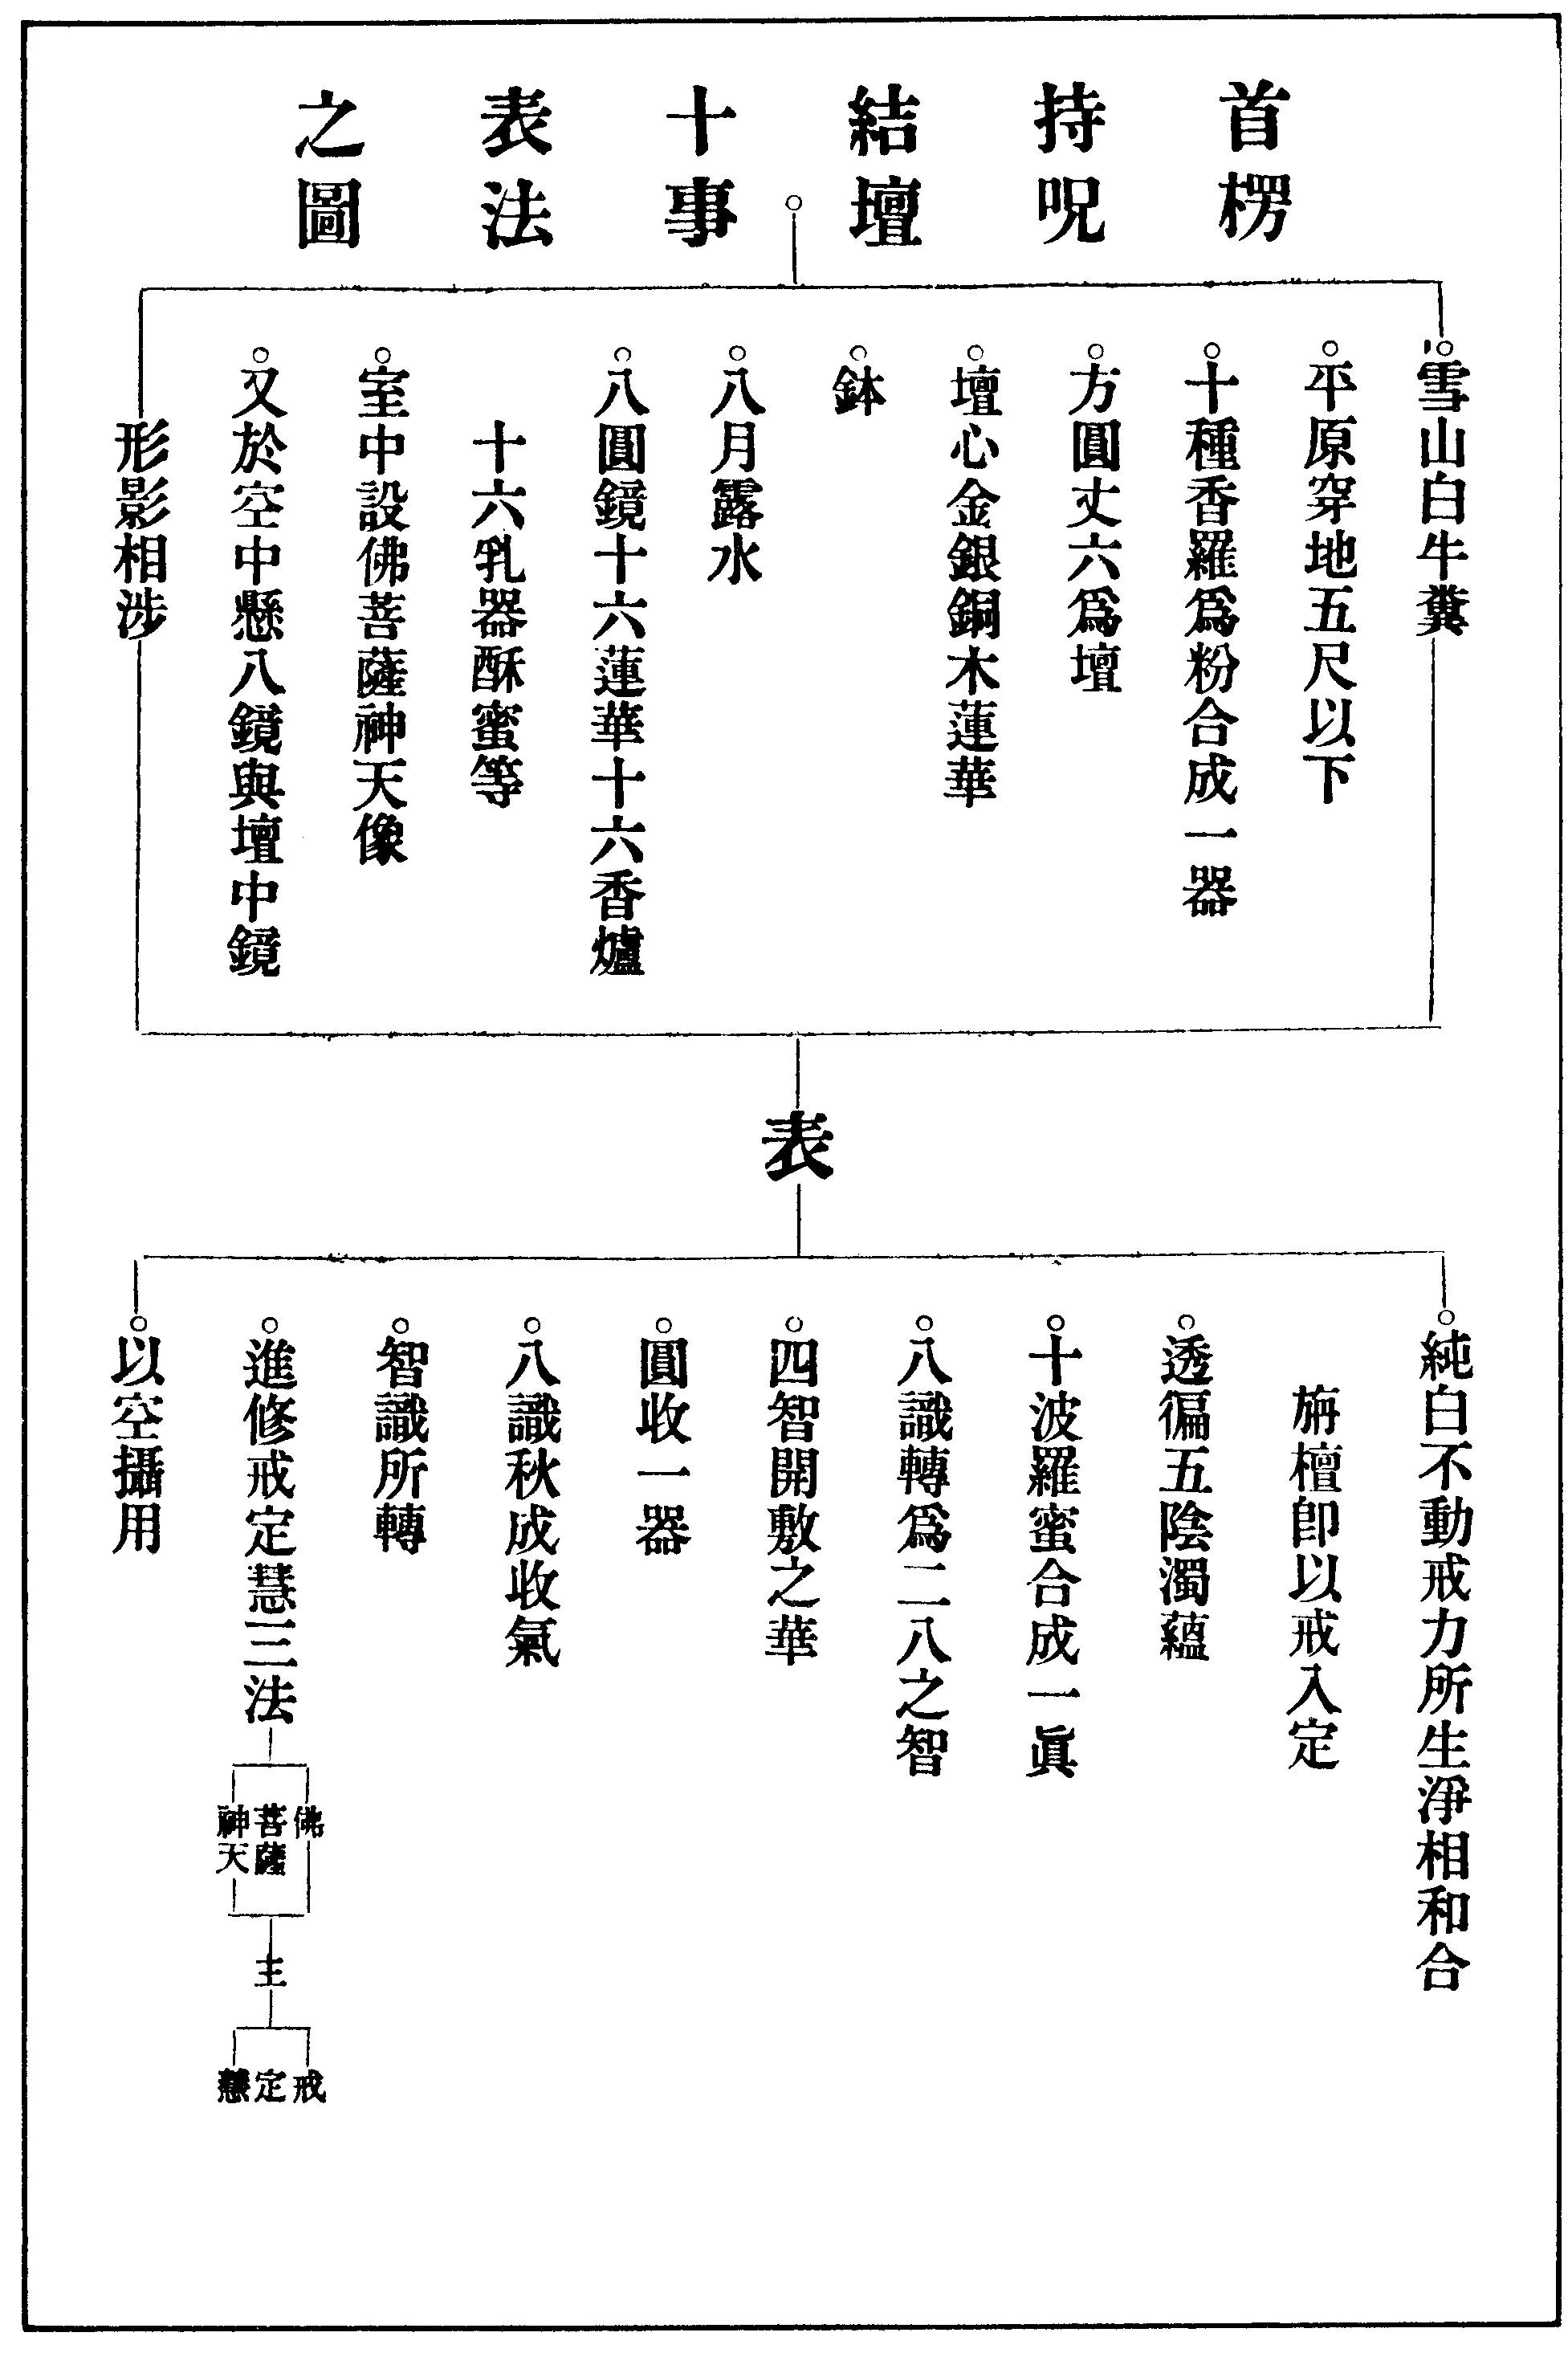 首楞
持呪
結壇
十事
表法
之圖
雪山白牛糞
平原穿地五尺以下
十種香羅爲粉合成一器
方圓丈六爲壇
壇心金銀銅木蓮華
鉢
八月露水
八圓鏡十六蓮華十六香爐
十六乳器酥蜜等
室中設佛菩薩神天像
又於空中懸八鏡與壇中鏡
形影相涉
表
純白不動戒力所生淨相和合
旃檀卽以戒入定
透徧五陰濁蘊
十波羅蜜合成一眞
八識轉爲二八之智
四智開敷之華
圓收一器
八識秋成收氣
智識所轉
進修戒定慧三法
佛
菩薩
神天
主
戒
定
慧
以空攝用